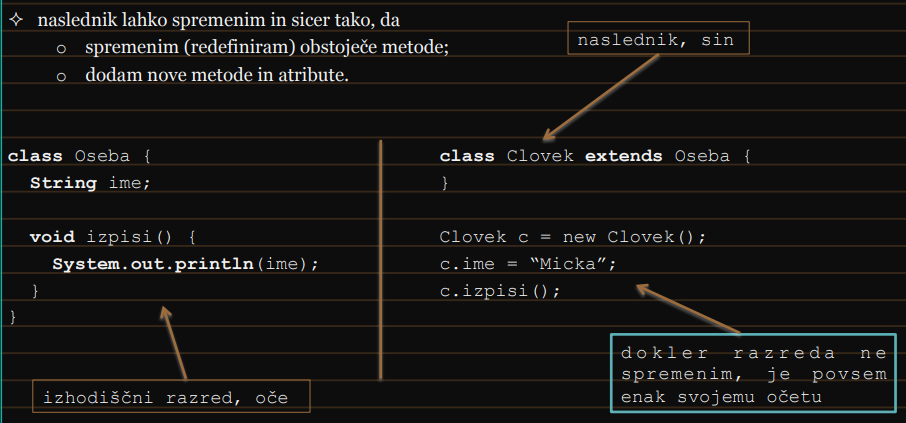 ✧ naslednik lahko spremenim in sicer tako, da
o spremenim (redefiniram) obstoječe metode;
o dodam nove metode in atribute.
naslednik, sin
class Oseba {
String ime;
void izpisi() {
System.out.println(ime);
}
}
izhodiščni razred, oče
class Clovek extends Oseba {
}
Clovek c = new Clovek();
c.ime = “Micka”;
c.izpisi();
dokler razreda ne
spremenim, je povsem
enak svojemu očetu